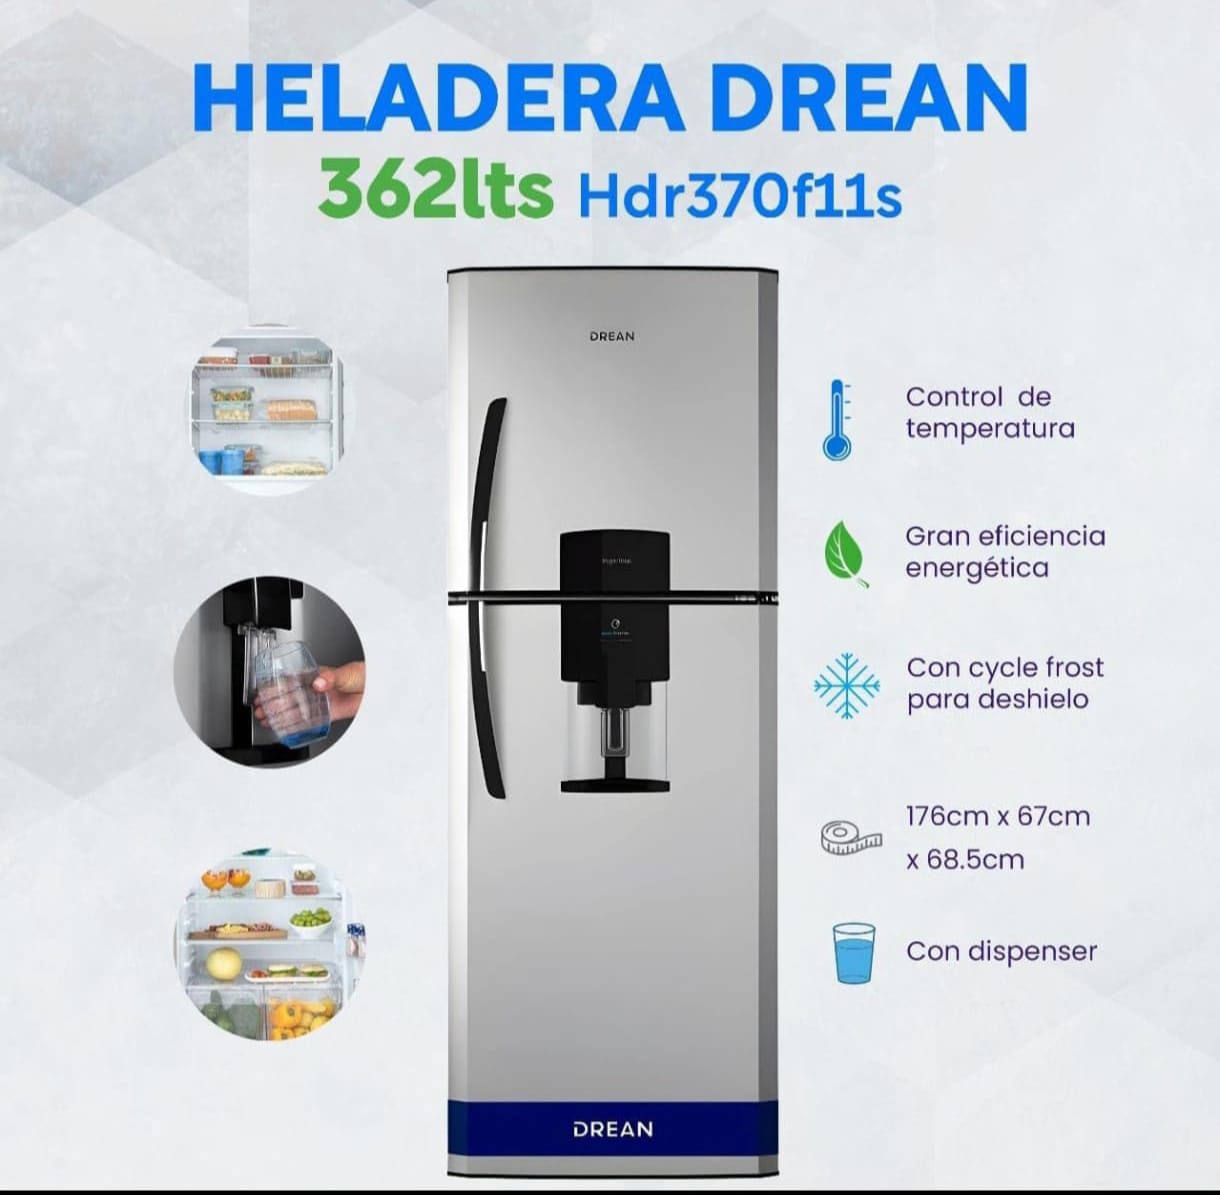 HELADERA DREAN
362lts Hdr370f11s
DREAN
Control de
temperatura
Gran eficiencia
energética
Con cycle frost
para deshielo
176cm x 67cm
x 68.5cm
Con dispenser
DREAN